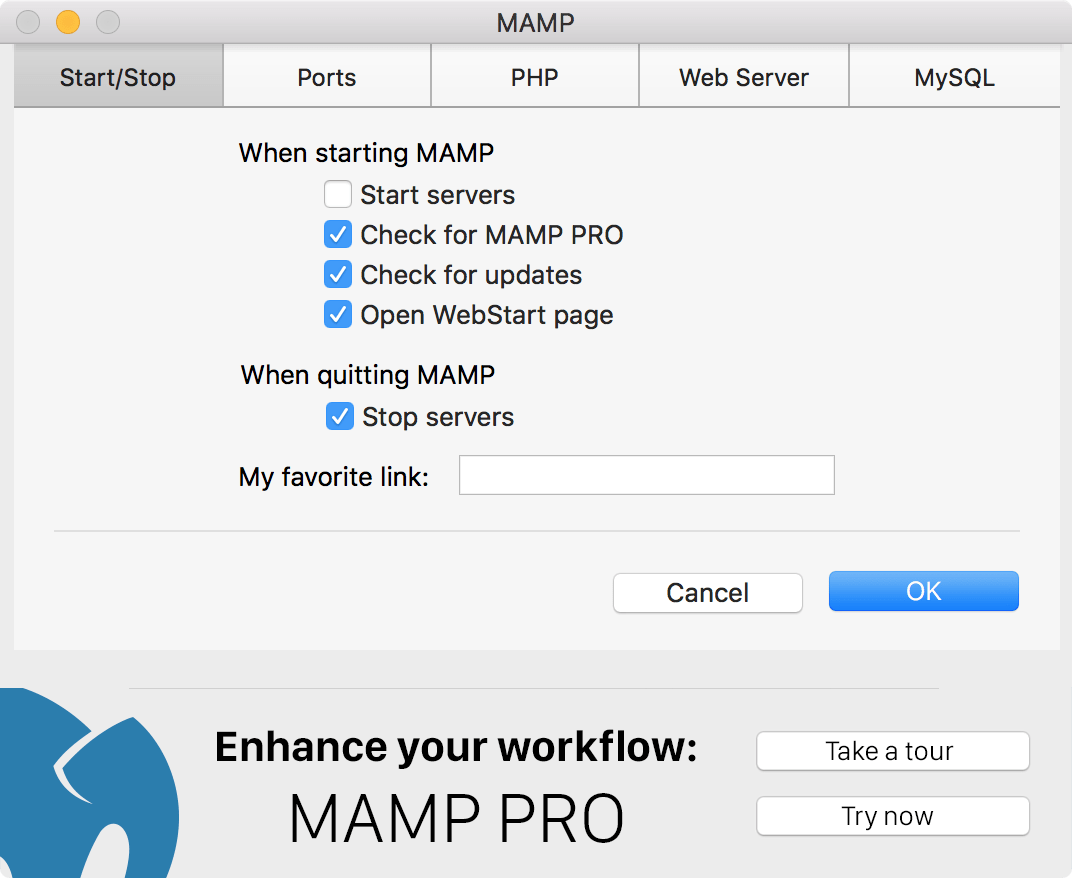 MAMP
Start/Stop Ports PHP Web Server MySQL
When starting MAMP
Start servers
Check for MAMP PRO
Check for updates
Open WebStart page
When quitting MAMP
Stop servers
My favorite link:
Cancel OK
Enhance your workflow:
MAMP PRO
Take a tour
Try now